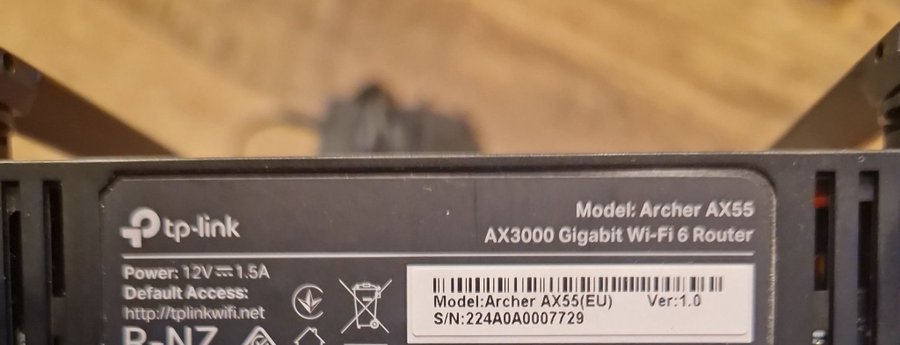 tp-link
Model: Archer AX55
AX3000 Gigabit Wi-Fi 6 Router
Power: 12V⎓1.5A
Default Access:
http://tplinkwifi.net
R-NZ
Model:Archer AX55(EU) Ver:1.0
S/N:224A0A0007729